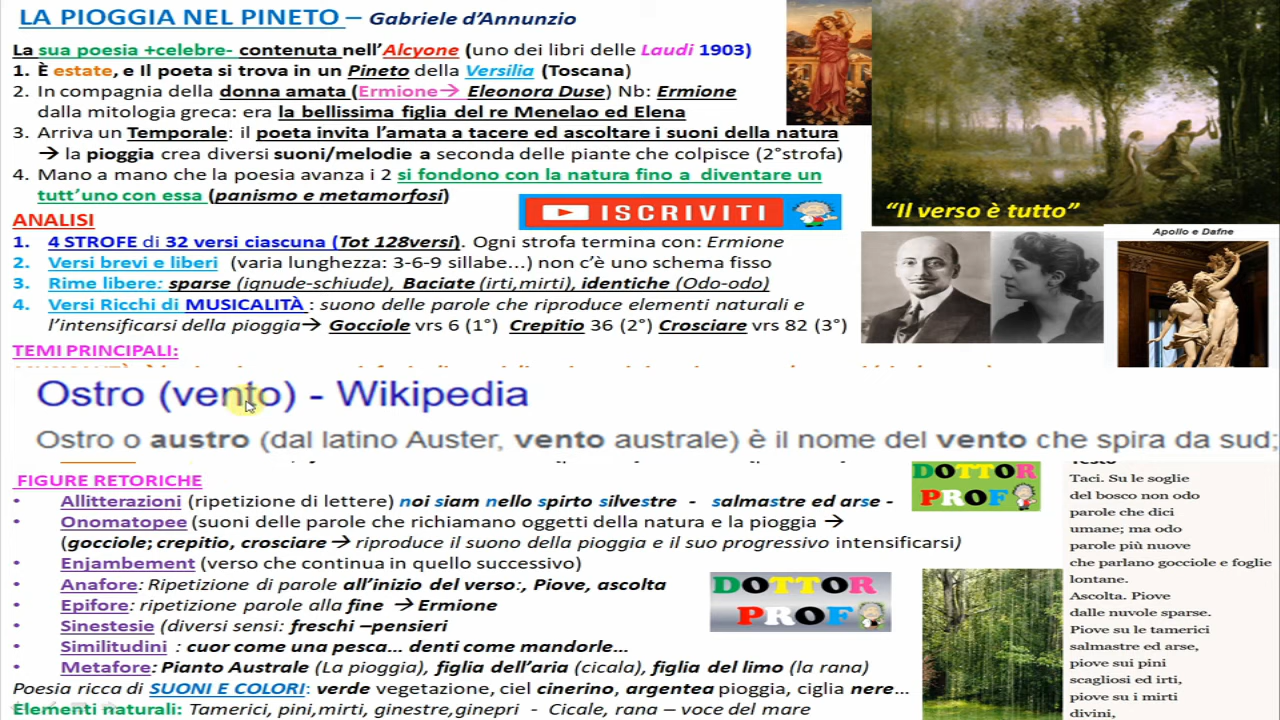 LA PIOGGIA NEL PINETO – Gabriele d’Annunzio
La sua poesia +celebre- contenuta nell’Alcyone (uno dei libri delle Laudi 1903)
1. È estate, e Il poeta si trova in un Pineto della Versilia (Toscana)
2. In compagnia della donna amata (Ermione→ Eleonora Duse) Nb: Ermione
dalla mitologia greca: era la bellissima figlia del re Menelao ed Elena
3. Arriva un Temporale: il poeta invita l’amata a tacere ed ascoltare i suoni della natura
→ la pioggia crea diversi suoni/melodie a seconda delle piante che colpisce (2°strofa)
4. Mano a mano che la poesia avanza i 2 si fondono con la natura fino a diventare un
tutt’uno con essa (panismo e metamorfosi)
ISCRIVITI
“Il verso è tutto”
Apollo e Dafne
ANALISI
1. 4 STROFE di 32 versi ciascuna (Tot 128versi). Ogni strofa termina con: Ermione
2. Versi brevi e liberi (varia lunghezza: 3-6-9 sillabe...) non c’è uno schema fisso
3. Rime libere: sparse (ignude-schiude), Baciate (irti,mirti), identiche (Odo-odo)
4. Versi Ricchi di MUSICALITÀ : suono delle parole che riproduce elementi naturali e
l’intensificarsi della pioggia→ Gocciole vrs 6 (1°) Crepitio 36 (2°) Crosciare vrs 82 (3°)
TEMI PRINCIPALI:
Ostro (vento) - Wikipedia
Ostro o austro (dal latino Auster, vento australe) è il nome del vento che spira da sud;
FIGURE RETORICHE
• Allitterazioni (ripetizione di lettere) noi siam nello spirto silvestre - salmastre ed arse -
• Onomatopee (suoni delle parole che richiamano oggetti della natura e la pioggia →
(gocciole; crepitio, crosciare → riproduce il suono della pioggia e il suo progressivo intensificarsi)
• Enjambement (verso che continua in quello successivo)
• Anafore: Ripetizione di parole all’inizio del verso:, Piove, ascolta
• Epifore: ripetizione parole alla fine → Ermione
• Sinestesie (diversi sensi: freschi –pensieri
• Similitudini : cuor come una pesca... denti come mandorle...
• Metafore: Pianto Australe (La pioggia), figlia dell’aria (cicala), figlia del limo (la rana)
Poesia ricca di SUONI E COLORI: verde vegetazione, ciel cinerino, argentea pioggia, ciglia nere...
Elementi naturali: Tamerici, pini,mirti, ginestre,ginepri - Cicale, rana – voce del mare
DOTTOR
PROF
DOTTOR
PROF
Testo
Taci. Su le soglie
del bosco non odo
parole che dici
umane; ma odo
parole più nuove
che parlano gocciole e foglie
lontane.
Ascolta. Piove
dalle nuvole sparse.
Piove su le tamerici
salmastre ed arse,
piove sui pini
scagliosi ed irti,
piove su i mirti
divini,